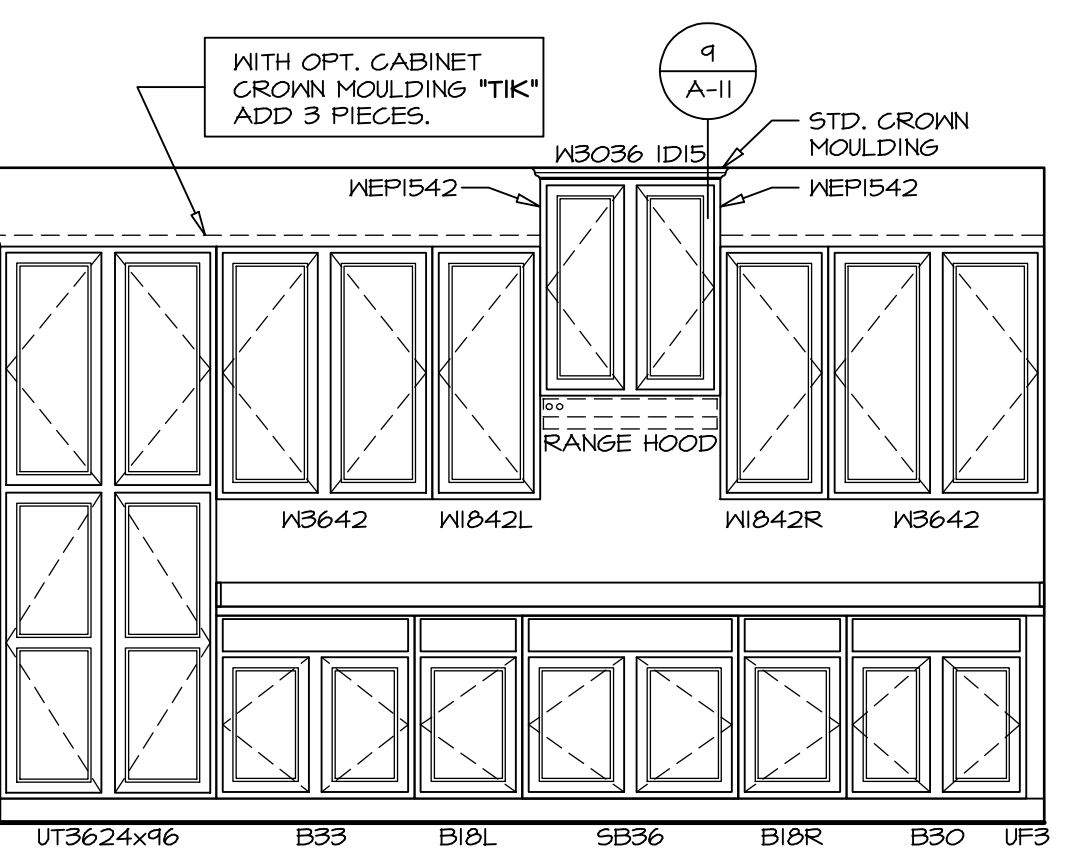 WITH OPT. CABINET
CROWN MOULDING "TIK"
ADD 3 PIECES.
9
A-11
STD. CROWN
MOULDING
W3036 1D15
WEP1542
WEP1542
RANGE HOOD
W3642
W1842L
W1842R
W3642
UT3624x96
B33
B18L
SB36
B18R
B30
UF3